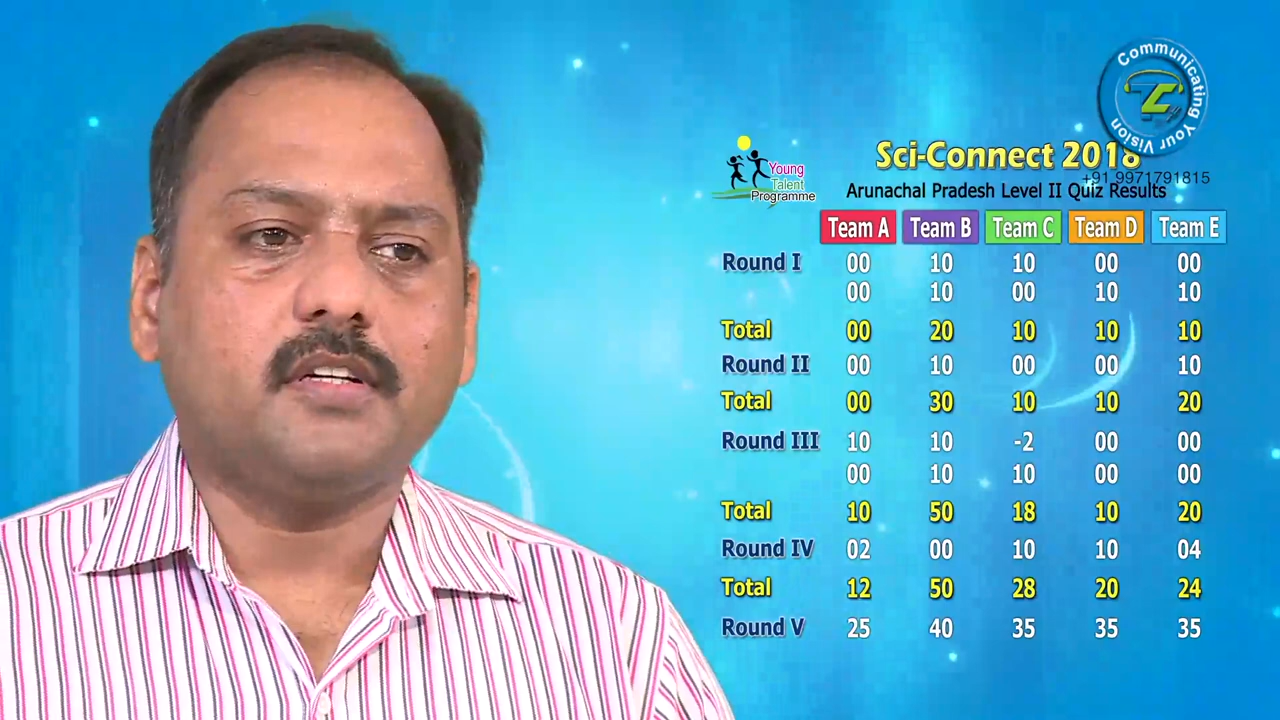 Communicating Your Vision
TC
Young
Talent
Programme
Sci-Connect 2018
+91 9971791815
Arunachal Pradesh Level II Quiz Results
Team A Team B Team C Team D Team E
Round I 00 10 10 00 00
00 10 00 10 10
Total 00 20 10 10 10
Round II 00 10 00 00 10
Total 00 30 10 10 20
Round III 10 10 -2 00 00
00 10 10 00 00
Total 10 50 18 10 20
Round IV 02 00 10 10 04
Total 12 50 28 20 24
Round V 25 40 35 35 35